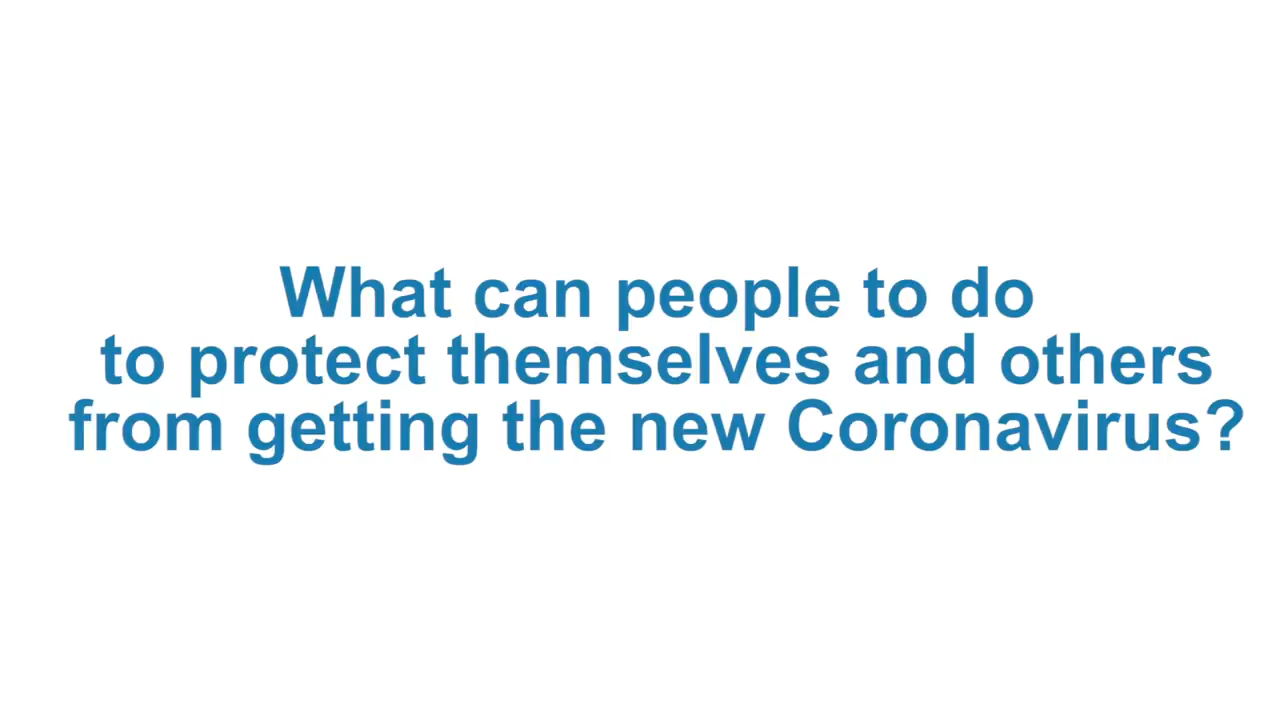 What can people to do
to protect themselves and others
from getting the new Coronavirus?